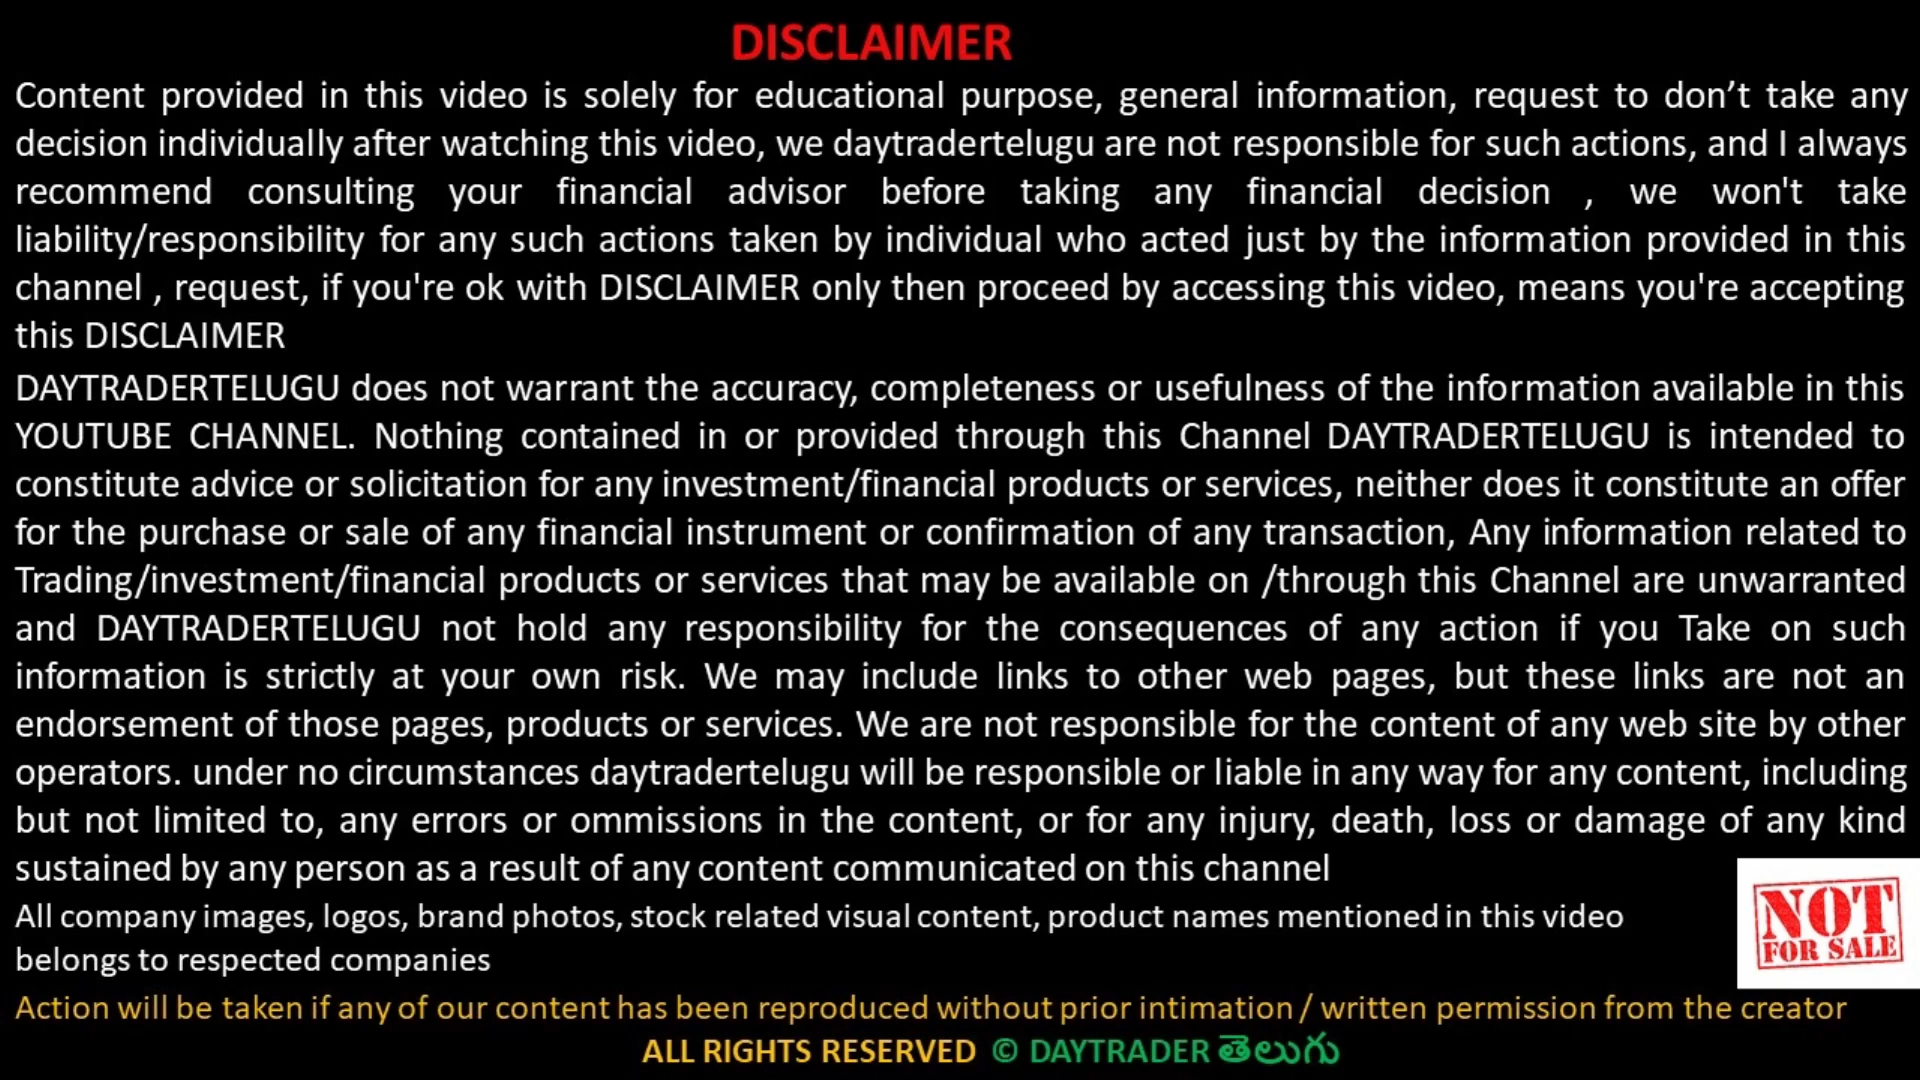 DISCLAIMER
Content provided in this video is solely for educational purpose, general information, request to don’t take any
decision individually after watching this video, we daytradertelugu are not responsible for such actions, and I always
recommend consulting your financial advisor before taking any financial decision , we won't take
liability/responsibility for any such actions taken by individual who acted just by the information provided in this
channel , request, if you're ok with DISCLAIMER only then proceed by accessing this video, means you're accepting
this DISCLAIMER
DAYTRADERTELUGU does not warrant the accuracy, completeness or usefulness of the information available in this
YOUTUBE CHANNEL. Nothing contained in or provided through this Channel DAYTRADERTELUGU is intended to
constitute advice or solicitation for any investment/financial products or services, neither does it constitute an offer
for the purchase or sale of any financial instrument or confirmation of any transaction, Any information related to
Trading/investment/financial products or services that may be available on /through this Channel are unwarranted
and DAYTRADERTELUGU not hold any responsibility for the consequences of any action if you Take on such
information is strictly at your own risk. We may include links to other web pages, but these links are not an
endorsement of those pages, products or services. We are not responsible for the content of any web site by other
operators. under no circumstances daytradertelugu will be responsible or liable in any way for any content, including
but not limited to, any errors or ommissions in the content, or for any injury, death, loss or damage of any kind
sustained by any person as a result of any content communicated on this channel
All company images, logos, brand photos, stock related visual content, product names mentioned in this video
belongs to respected companies
NOT
FOR SALE
Action will be taken if any of our content has been reproduced without prior intimation / written permission from the creator
ALL RIGHTS RESERVED © DAYTRADER తెలుగు